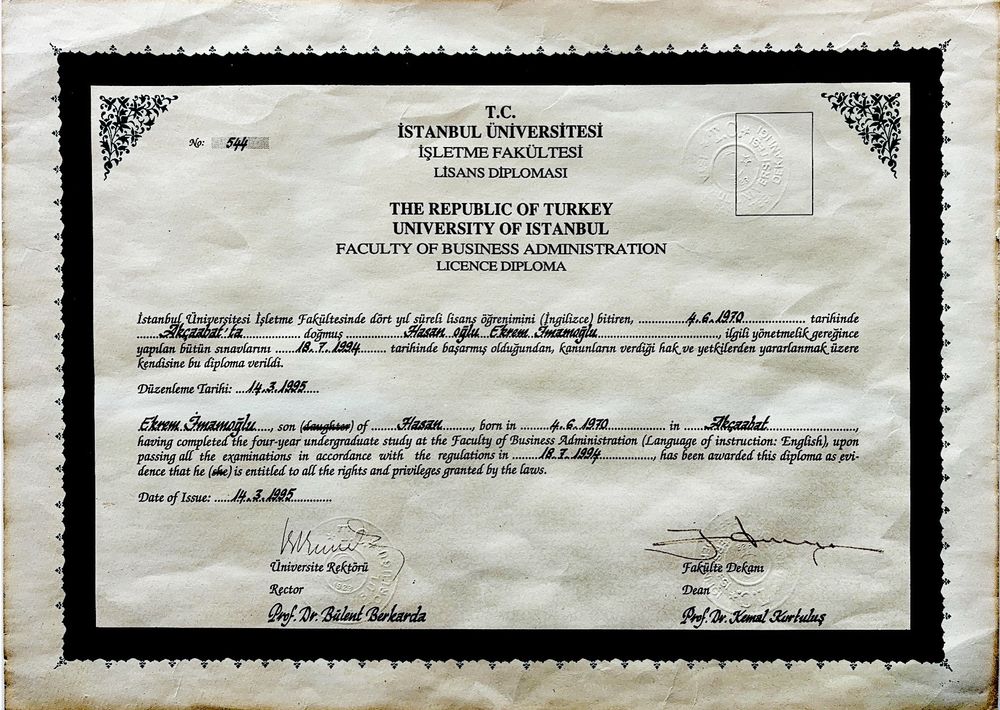 T.C.
İSTANBUL ÜNİVERSİTESİ
İŞLETME FAKÜLTESİ
LİSANS DİPLOMASI
No: 544
THE REPUBLIC OF TURKEY
UNIVERSITY OF ISTANBUL
FACULTY OF BUSINESS ADMINISTRATION
LICENCE DIPLOMA
İstanbul Üniversitesi İşletme Fakültesinde dört yıl süreli lisans öğrenimini (İngilizce) bitiren, ...4.6.1970... tarihinde
...Akçaabat'ta... doğmuş ...Hasan oğlu Ekrem İmamoğlu..., ilgili yönetmelik gereğince
yapılan bütün sınavlarını ...18.7.1994... tarihinde başarmış olduğundan, kanunların verdiği hak ve yetkilerden yararlanmak üzere
kendisine bu diploma verildi.
Düzenleme Tarihi: ...14.3.1995...
Ekrem İmamoğlu..., son (daughter) of ...Hasan..., born in ...4.6.1970... in ...Akçaabat...,
having completed the four-year undergraduate study at the Faculty of Business Administration (Language of instruction: English), upon
passing all the examinations in accordance with the regulations in ...18.7.1994..., has been awarded this diploma as evi-
dence that he (she) is entitled to all the rights and privileges granted by the laws.
Date of Issue: ...14.3.1995...
Üniversite Rektörü
Rector
Prof. Dr. Bülent Berkarda
Fakülte Dekanı
Dean
Prof. Dr. Kemal Kurtuluş